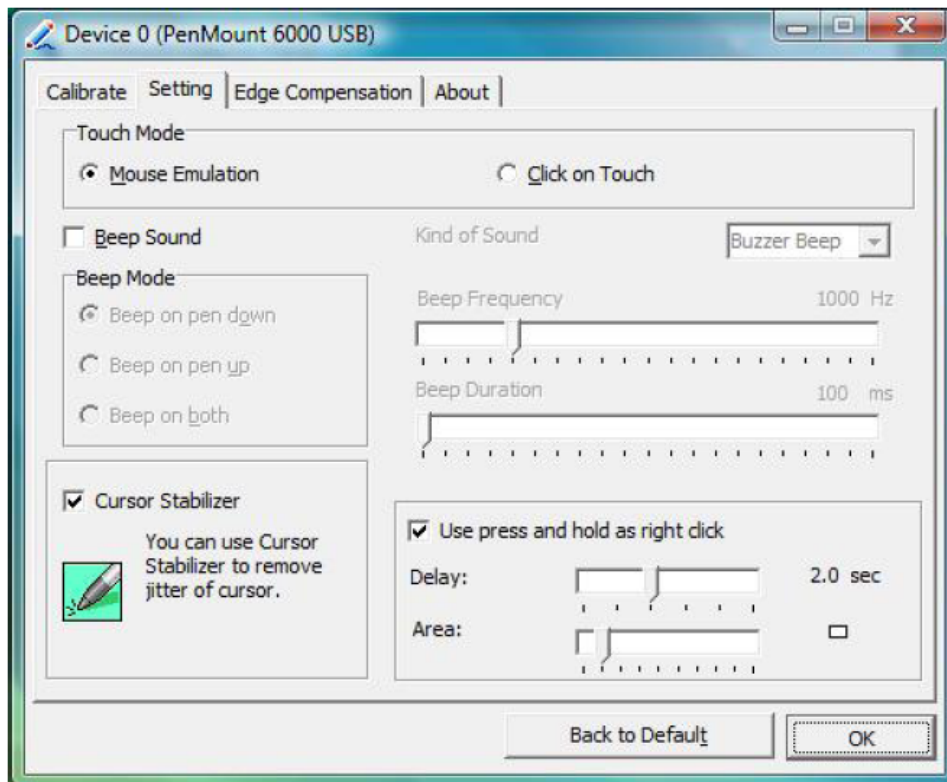 Device 0 (PenMount 6000 USB)
Calibrate Setting Edge Compensation About
Touch Mode
Mouse Emulation Click on Touch
Beep Sound Kind of Sound Buzzer Beep
Beep Mode
Beep on pen down
Beep on pen up
Beep on both
Beep Frequency 1000 Hz
Beep Duration 100 ms
Cursor Stabilizer
You can use Cursor
Stabilizer to remove
jitter of cursor.
Use press and hold as right click
Delay: 2.0 sec
Area:
Back to Default OK